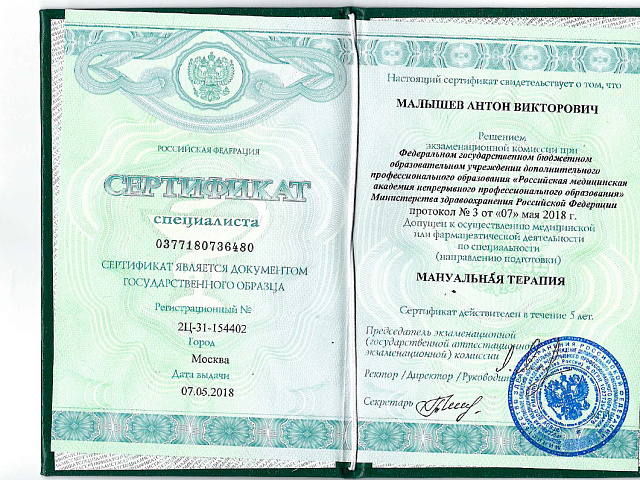 РОССИЙСКАЯ ФЕДЕРАЦИЯ
СЕРТИФИКАТ
специалиста
0377180736480
СЕРТИФИКАТ ЯВЛЯЕТСЯ ДОКУМЕНТОМ
ГОСУДАРСТВЕННОГО ОБРАЗЦА
Регистрационный №
2Ц-31-154402
Город
Москва
Дата выдачи
07.05.2018
Настоящий сертификат свидетельствует о том, что
МАЛЫШЕВ АНТОН ВИКТОРОВИЧ
Решением
экзаменационной комиссии при
Федеральном государственном бюджетном
образовательном учреждении дополнительного
профессионального образования «Российская медицинская
академия непрерывного профессионального образования»
Министерства здравоохранения Российской Федерации
протокол № 3 от «07» мая 2018 г.
Допущен к осуществлению медицинской
или фармацевтической деятельности
по специальности
(направлению подготовки)
МАНУАЛЬНАЯ ТЕРАПИЯ
Сертификат действителен в течение 5 лет.
Председатель экзаменационной
(государственной аттестационной
экзаменационной) комиссии
Ректор /Директор /Руководитель
Секретарь